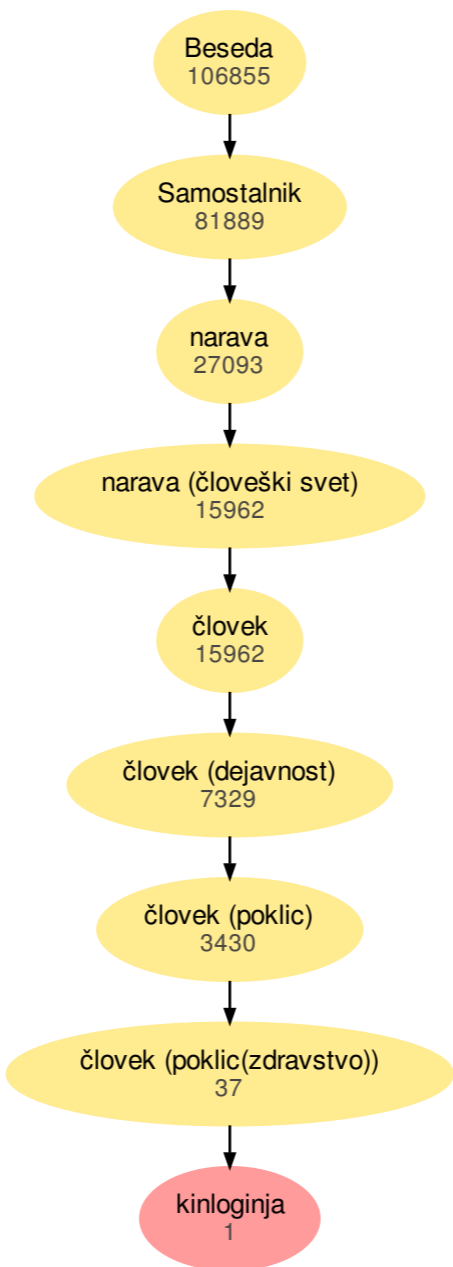 Beseda
106855
Samostalnik
81889
narava
27093
narava (človeški svet)
15962
človek
15962
človek (dejavnost)
7329
človek (poklic)
3430
človek (poklic(zdravstvo))
37
kinloginja
1